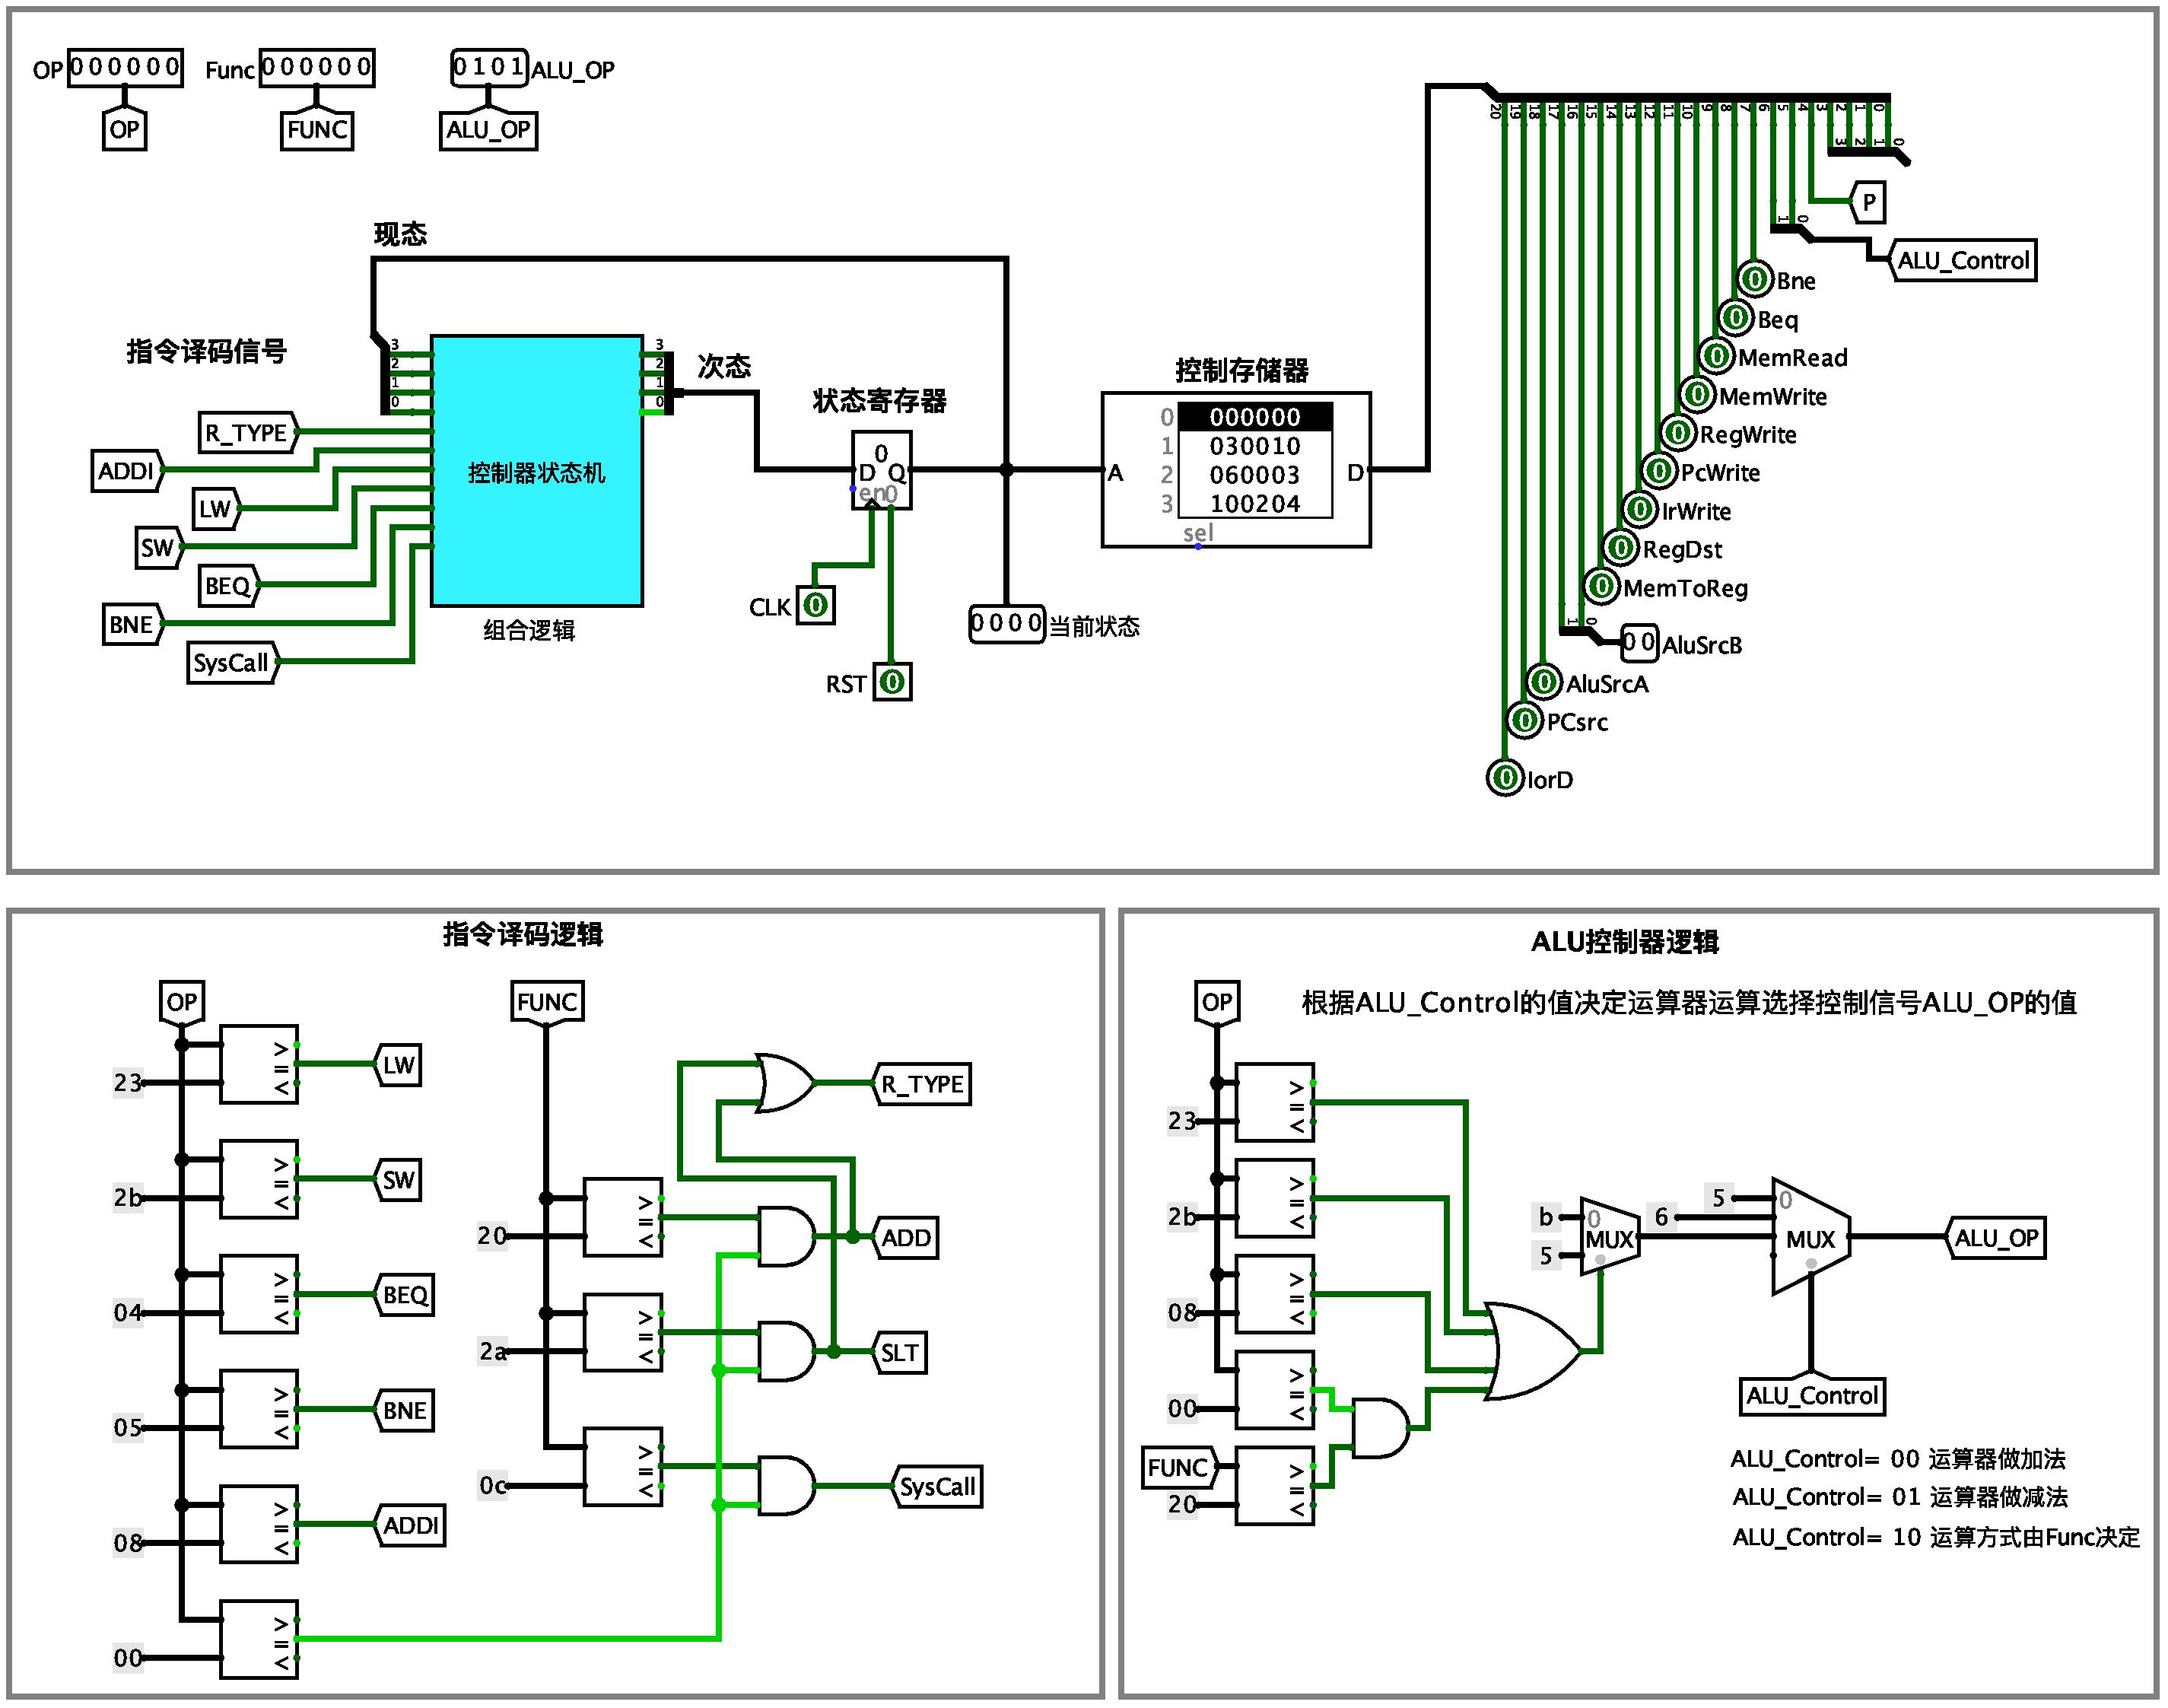 OP 000000
OP
Func 000000
FUNC
0101 ALU_OP
ALU_OP
20 19 18 17 16 15 14 13 12 11 10 9 8 7 6 5 4 3 2 1 0
3 2 1 0
P
1 0
ALU_Control
0 Bne
0 Beq
0 MemRead
0 MemWrite
0 RegWrite
0 PcWrite
0 IrWrite
0 RegDst
0 MemToReg
1 0
00 AluSrcB
0 AluSrcA
0 PCsrc
0 IorD
现态
指令译码信号
3
2
1
0
R_TYPE
ADDI
LW
SW
BEQ
BNE
SysCall
控制器状态机
组合逻辑
3
2
1
0
次态
状态寄存器
0
D Q
en 0
CLK 0
RST 0
0000 当前状态
控制存储器
0 000000
1 030010
2 060003
3 100204
A
D
sel
指令译码逻辑
OP
23
>
=
<
LW
2b
>
=
<
SW
04
>
=
<
BEQ
05
>
=
<
BNE
08
>
=
<
ADDI
00
>
=
<
FUNC
R_TYPE
20
>
=
<
ADD
2a
>
=
<
SLT
0c
>
=
<
SysCall
ALU控制器逻辑
OP
根据ALU_Control的值决定运算器运算选择控制信号ALU_OP的值
23
>
=
<
2b
>
=
<
08
>
=
<
00
>
=
<
FUNC
20
>
=
<
b
5
0
MUX
6
5
0
MUX
ALU_OP
ALU_Control
ALU_Control= 00 运算器做加法
ALU_Control= 01 运算器做减法
ALU_Control= 10 运算方式由Func决定